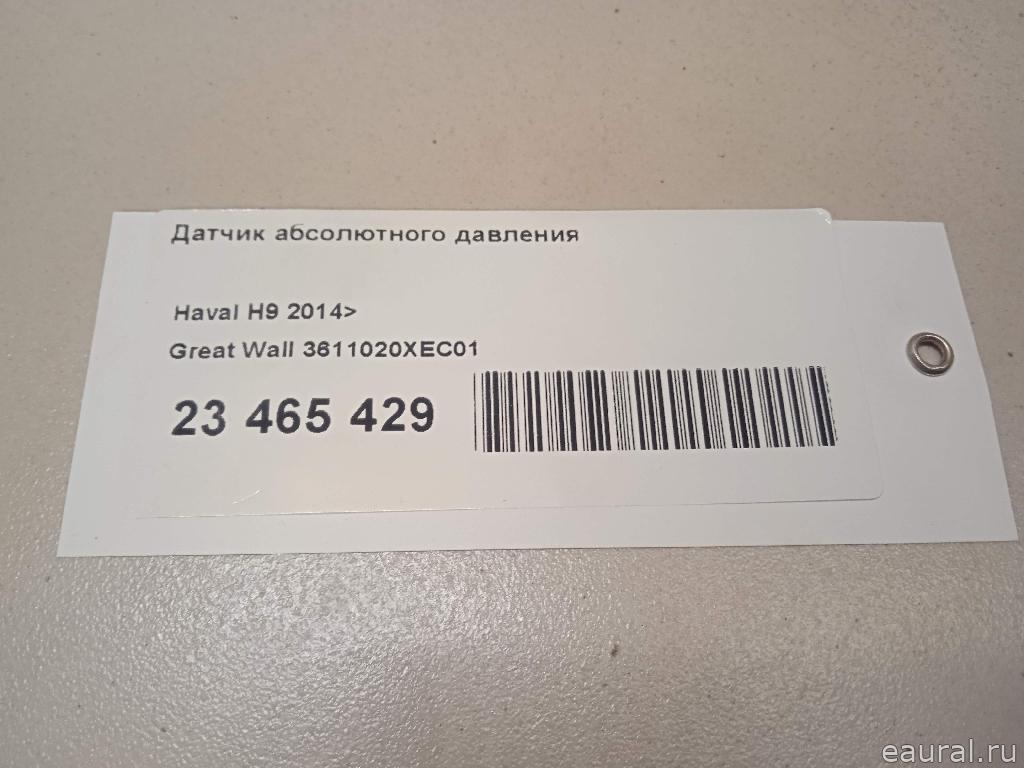 Датчик абсолютного давления
Haval H9 2014>
Great Wall 3611020XEC01
23 465 429
eaural.ru